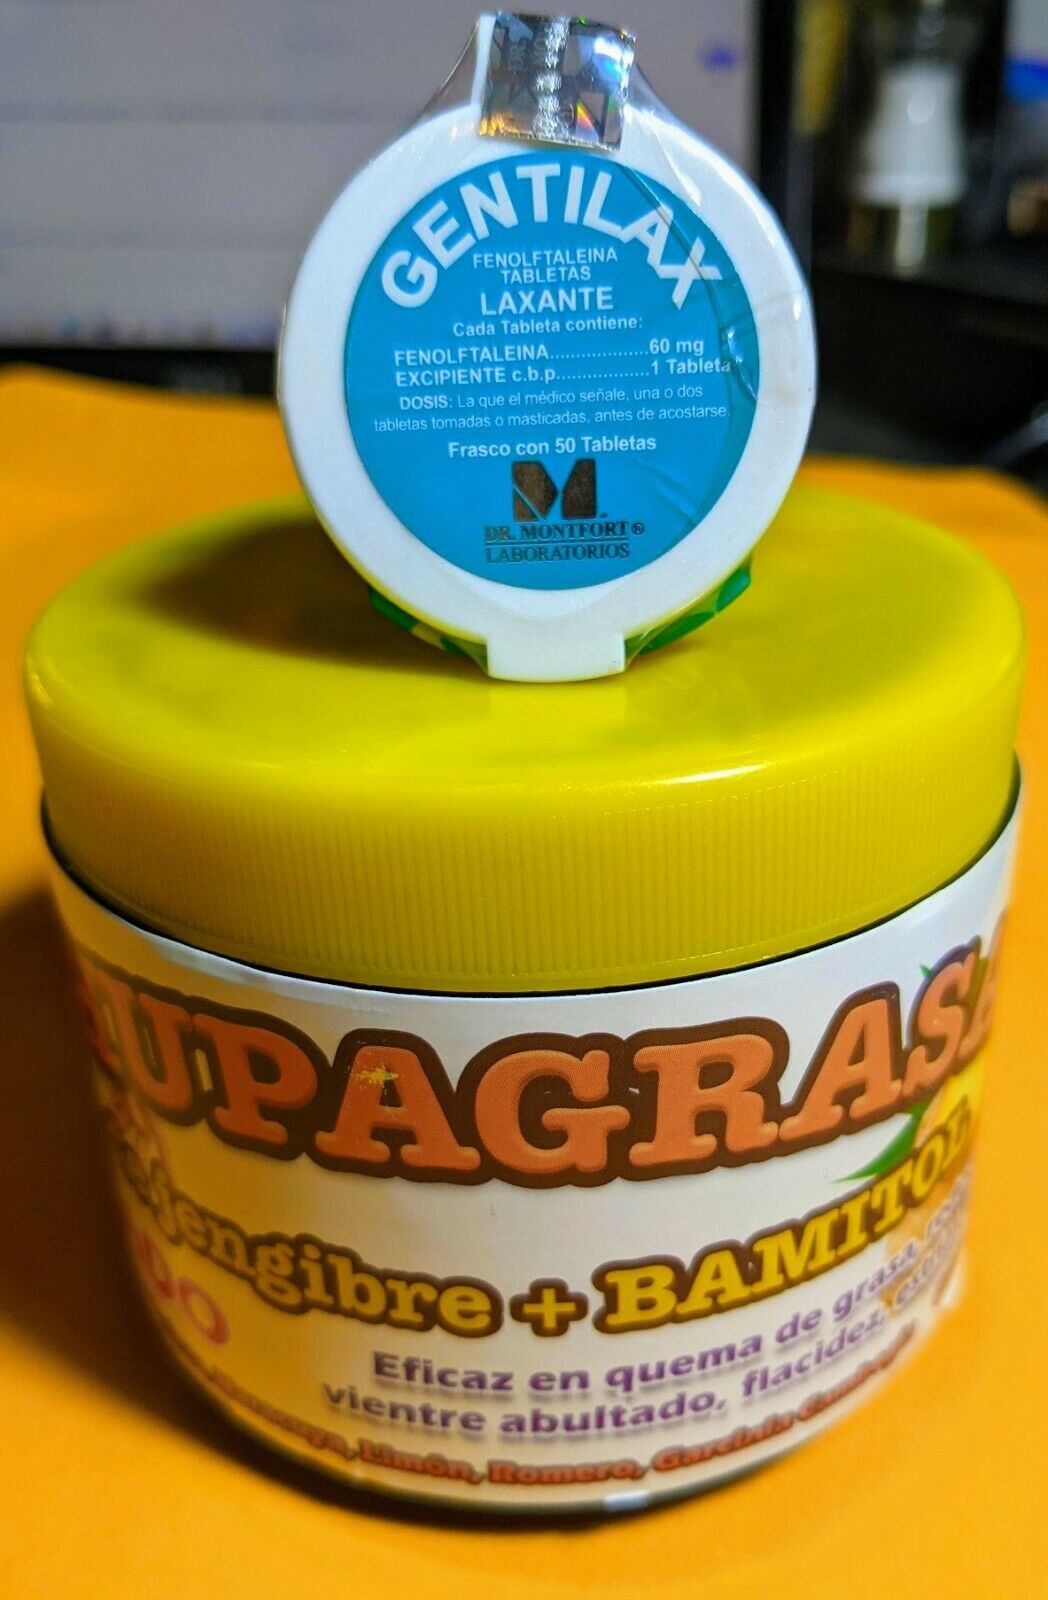 GENTILAX
FENOLFTALEINA
TABLETAS
LAXANTE
Cada Tableta contiene:
FENOLFTALEINA...................60 mg
EXCIPIENTE c.b.p..................1 Tableta
DOSIS: La que el médico señale, una o dos
tabletas tomadas o masticadas, antes de acostarse.
Frasco con 50 Tabletas
M
DR. MONTFORT ®
LABORATORIOS
UPAGRASA
Jengibre + BAMITOL
Eficaz en quema de grasa,
vientre abultado, flacidez,
Limón, Romero, Garcinia Cambogia